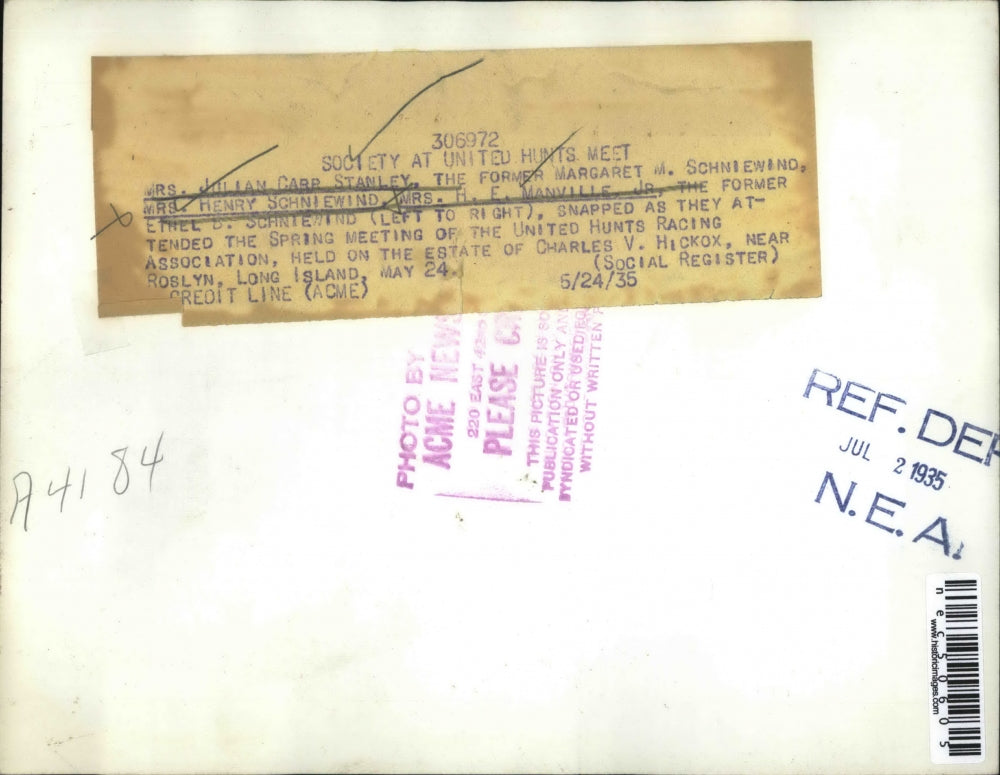 306972
SOCIETY AT UNITED HUNTS MEET
MRS. JULIAN CARR STANLEY, THE FORMER MARGARET M. SCHNIEWIND,
MRS. HENRY SCHNIEWIND, MRS. H. E. MANVILLE, JR., THE FORMER
ETHEL B. SCHNIEWIND (LEFT TO RIGHT), SNAPPED AS THEY AT-
TENDED THE SPRING MEETING OF THE UNITED HUNTS RACING
ASSOCIATION, HELD ON THE ESTATE OF CHARLES V. HICKOX, NEAR
ROSLYN, LONG ISLAND, MAY 24. (SOCIAL REGISTER)
CREDIT LINE (ACME) 5/24/35
PHOTO BY
ACME NEWS
220 EAST
PLEASE
THIS PICTURE IS
PUBLICATION ONLY
SYNDICATED OR USED
WITHOUT WRITTEN
A4184
REF. DE
JUL 2 1935
N. E. A.
nec50605
www.historicimages.com